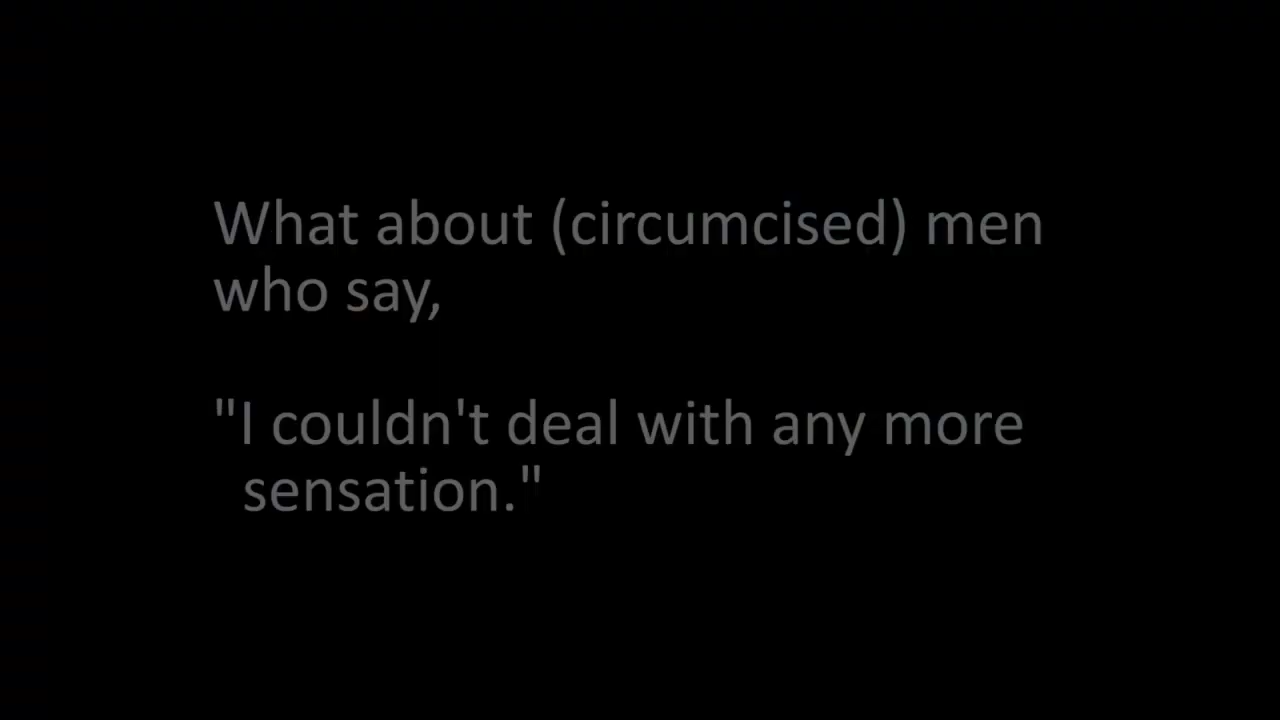 What about (circumcised) men
who say,
"I couldn't deal with any more
sensation."